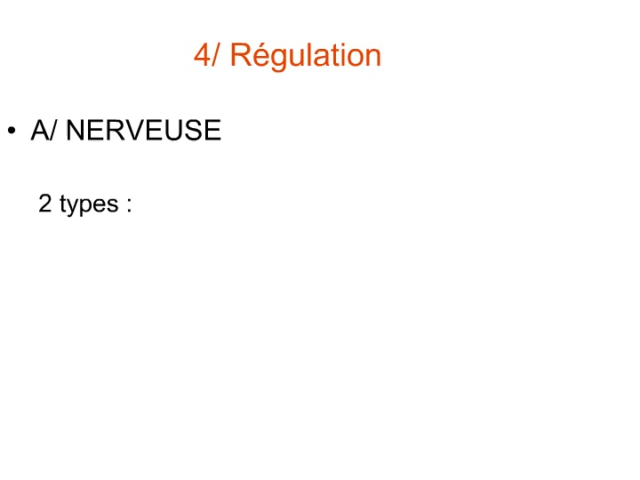 4/ Régulation
• A/ NERVEUSE
2 types :